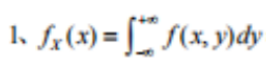 1、f_x(x)=∫_{-∞}^{+∞} f(x,y)dy